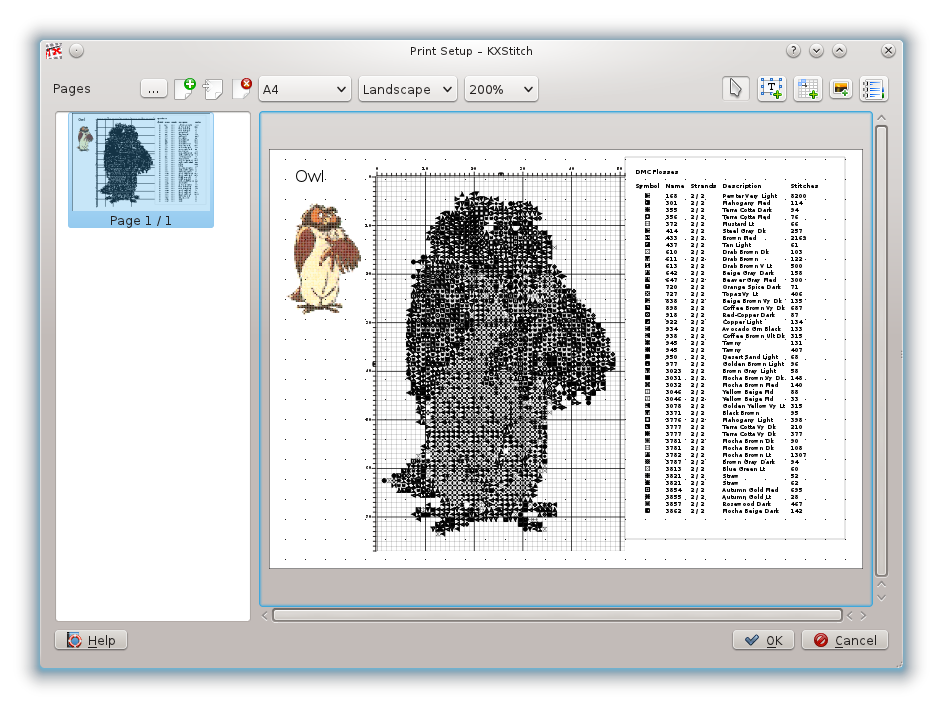 Print Setup – KXStitch
Pages
...
A4
Landscape
200%
Page 1 / 1
Owl
DMC Flosses
Symbol Name Strands Description Stitches
168 2 / 2 Pewter Very Light 8200
301 2 / 2 Mahogany Med 114
355 2 / 2 Terra Cotta Dark 94
356 2 / 2 Terra Cotta Med 76
372 2 / 2 Mustard Lt 66
414 2 / 2 Steel Gray Dk 257
433 2 / 2 Brown Med 2165
437 2 / 2 Tan Light 61
610 2 / 2 Drab Brown Dk 103
611 2 / 2 Drab Brown 122
613 2 / 2 Drab Brown V Lt 500
642 2 / 2 Beige Gray Dark 158
647 2 / 2 Beaver Gray Med 300
720 2 / 2 Orange Spice Dark 71
727 2 / 2 Topaz Vy Lt 406
838 2 / 2 Beige Brown Vy Dk 135
898 2 / 2 Coffee Brown Vy Dk 687
918 2 / 2 Red-Copper Dark 87
922 2 / 2 Copper Light 134
934 2 / 2 Avocado Grn Black 133
938 2 / 2 Coffee Brown Ult Dk 315
945 2 / 2 Tawny 131
945 2 / 2 Tawny 407
950 2 / 2 Desert Sand Light 68
977 2 / 2 Golden Brown Light 96
3023 2 / 2 Brown Gray Light 58
3031 2 / 2 Mocha Brown Vy Dk 148
3032 2 / 2 Mocha Brown Med 140
3046 2 / 2 Yellow Beige Md 88
3046 2 / 2 Yellow Beige Md 33
3078 2 / 2 Golden Yellow Vy Lt 315
3371 2 / 2 Black Brown 95
3776 2 / 2 Mahogany Light 398
3777 2 / 2 Terra Cotta Vy Dk 210
3777 2 / 2 Terra Cotta Vy Dk 377
3781 2 / 2 Mocha Brown Dk 90
3781 2 / 2 Mocha Brown Dk 108
3782 2 / 2 Mocha Brown Lt 1307
3787 2 / 2 Brown Gray Dark 94
3813 2 / 2 Blue Green Lt 60
3821 2 / 2 Straw 52
3821 2 / 2 Straw 62
3854 2 / 2 Autumn Gold Med 695
3855 2 / 2 Autumn Gold Lt 28
3857 2 / 2 Rosewood Dark 467
3862 2 / 2 Mocha Beige Dark 142
Help
OK
Cancel